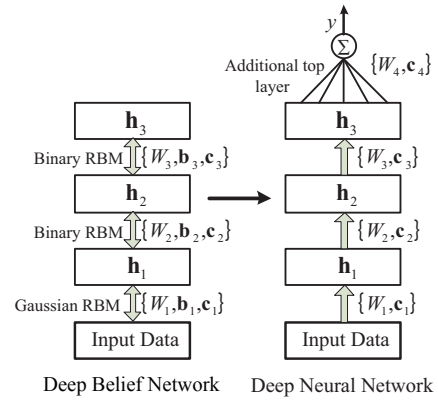 y
Σ
Additional top
layer
{W₄,c₄}
h₃
h₃
Binary RBM
{W₃,b₃,c₃}
{W₃,c₃}
h₂
h₂
Binary RBM
{W₂,b₂,c₂}
{W₂,c₂}
h₁
h₁
Gaussian RBM
{W₁,b₁,c₁}
{W₁,c₁}
Input Data
Input Data
Deep Belief Network
Deep Neural Network